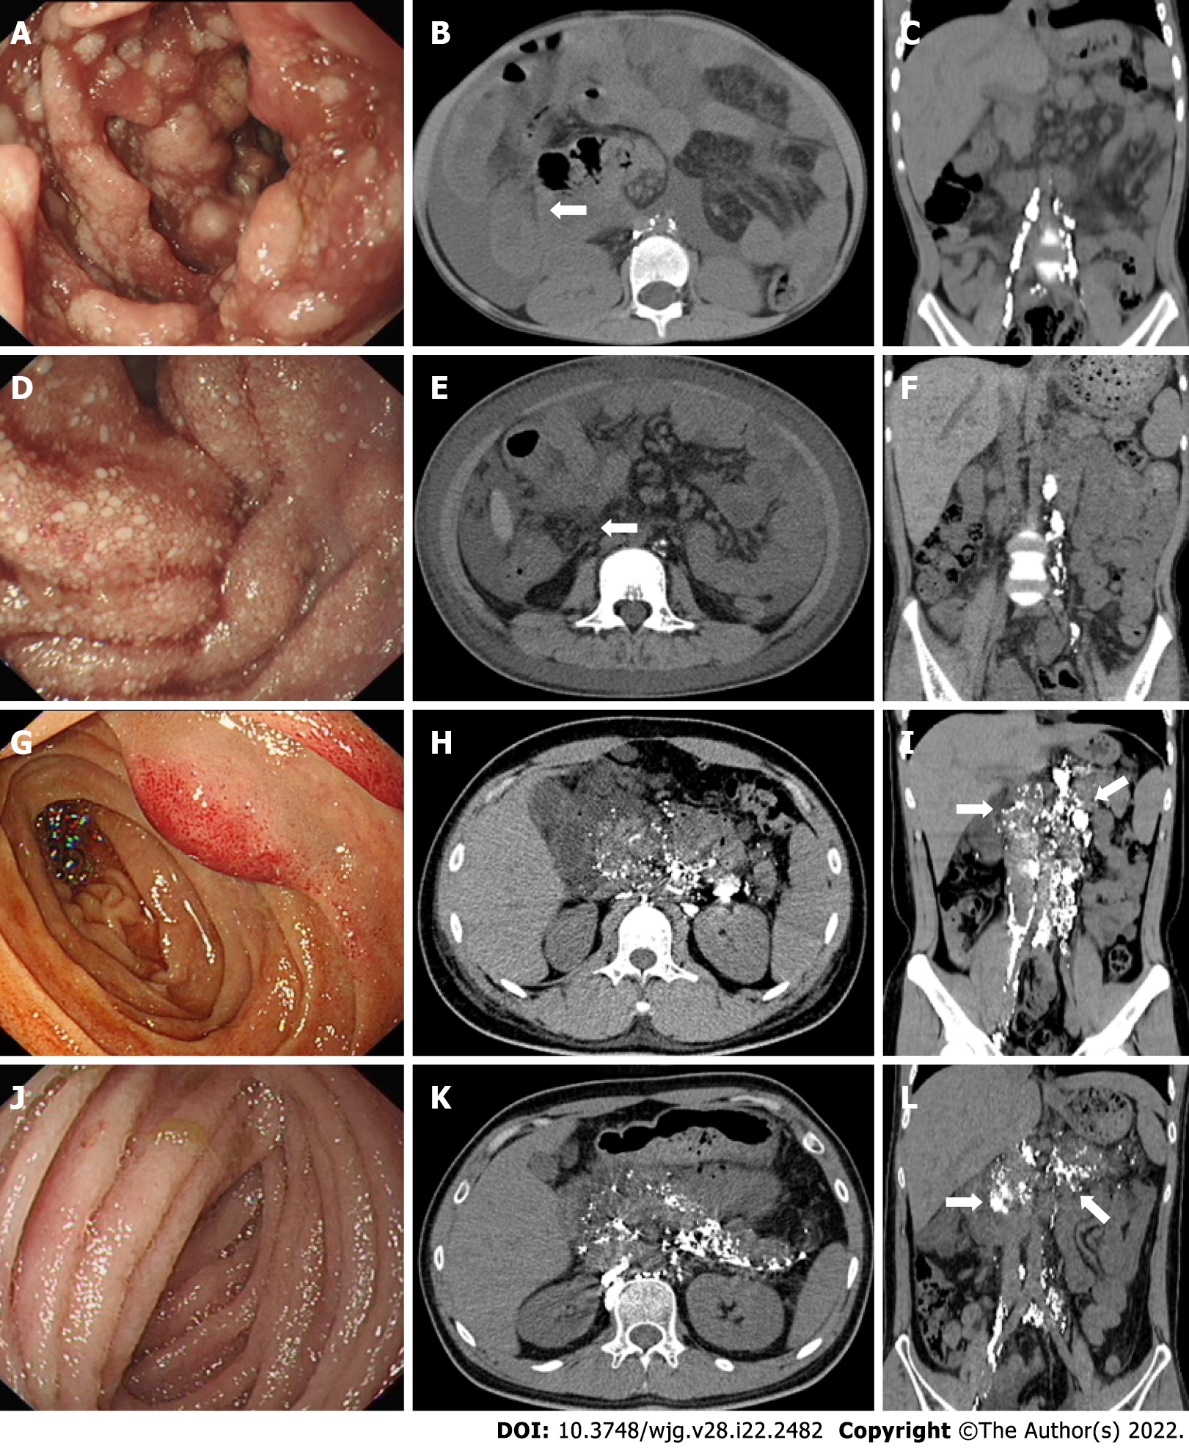 A
B
C
D
E
F
G
H
I
J
K
L
DOI: 10.3748/wjg.v28.i22.2482 Copyright ©The Author(s) 2022.